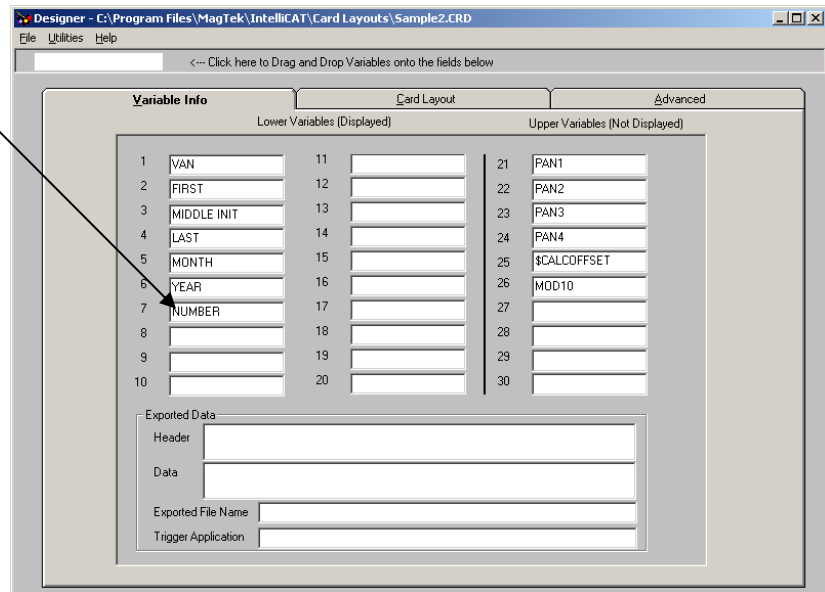 Designer - C:\Program Files\MagTek\IntelliCAT\Card Layouts\Sample2.CRD
File Utilities Help
<--- Click here to Drag and Drop Variables onto the fields below
Variable Info Card Layout Advanced
Lower Variables (Displayed) Upper Variables (Not Displayed)
1 VAN 11 21 PAN1
2 FIRST 12 22 PAN2
3 MIDDLE INIT 13 23 PAN3
4 LAST 14 24 PAN4
5 MONTH 15 25 $CALCOFFSET
6 YEAR 16 26 MOD10
7 NUMBER 17 27
8 18 28
9 19 29
10 20 30
Exported Data
Header
Data
Exported File Name
Trigger Application